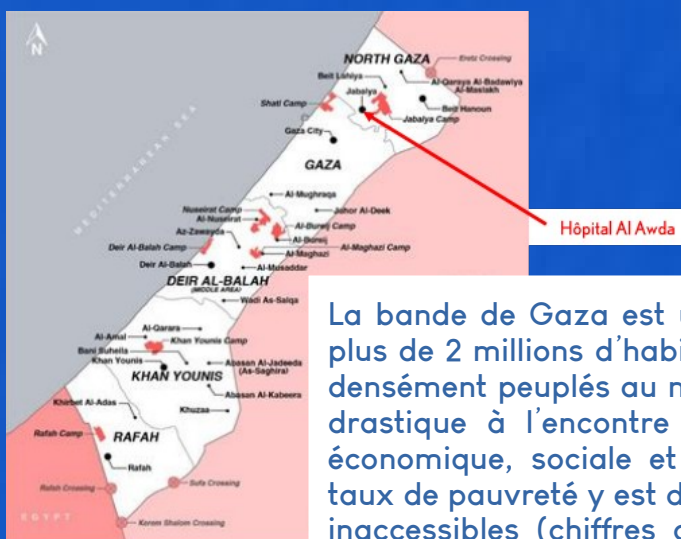 N
NORTH GAZA
Eretz Crossing
Beit Lahiya
Al-Qaraya Al-Badawiya
Al-Maslakh
Jabalya
Shati Camp
Beit Hanoun
Jabalya Camp
Gaza City
GAZA
MEDITERRANEAN SEA
Al-Mughraqa
Juhor Al-Deek
Nuseirat Camp
Al-Nuseirat
Az-Zawayda
Al-Bureij Camp
Al-Bureij
Deir Al-Balah Camp
Al-Maghazi Camp
Al-Maghazi
Deir Al-Balah
Al-Musaddar
DEIR AL-BALAH
(MIDDLE AREA)
Wadi As-Salqa
Al-Qarara
Al-Amal
Khan Younis Camp
Bani Suheila
Khan Younis
Abasan Al-Jadeeda
(As-Saghira)
KHAN YOUNIS
Abasan Al-Kabeera
Khirbet Al-Adas
Khuzaa
Rafah Camp
RAFAH
Rafah
Rafah Crossing
Sufa Crossing
EGYPT
Kerem Shalom Crossing
Hôpital Al Awda
La bande de Gaza est
plus de 2 millions d'
densément peuplés au
drastique à l'encontre
économique, sociale et
taux de pauvreté y est
inaccessibles (chiffres